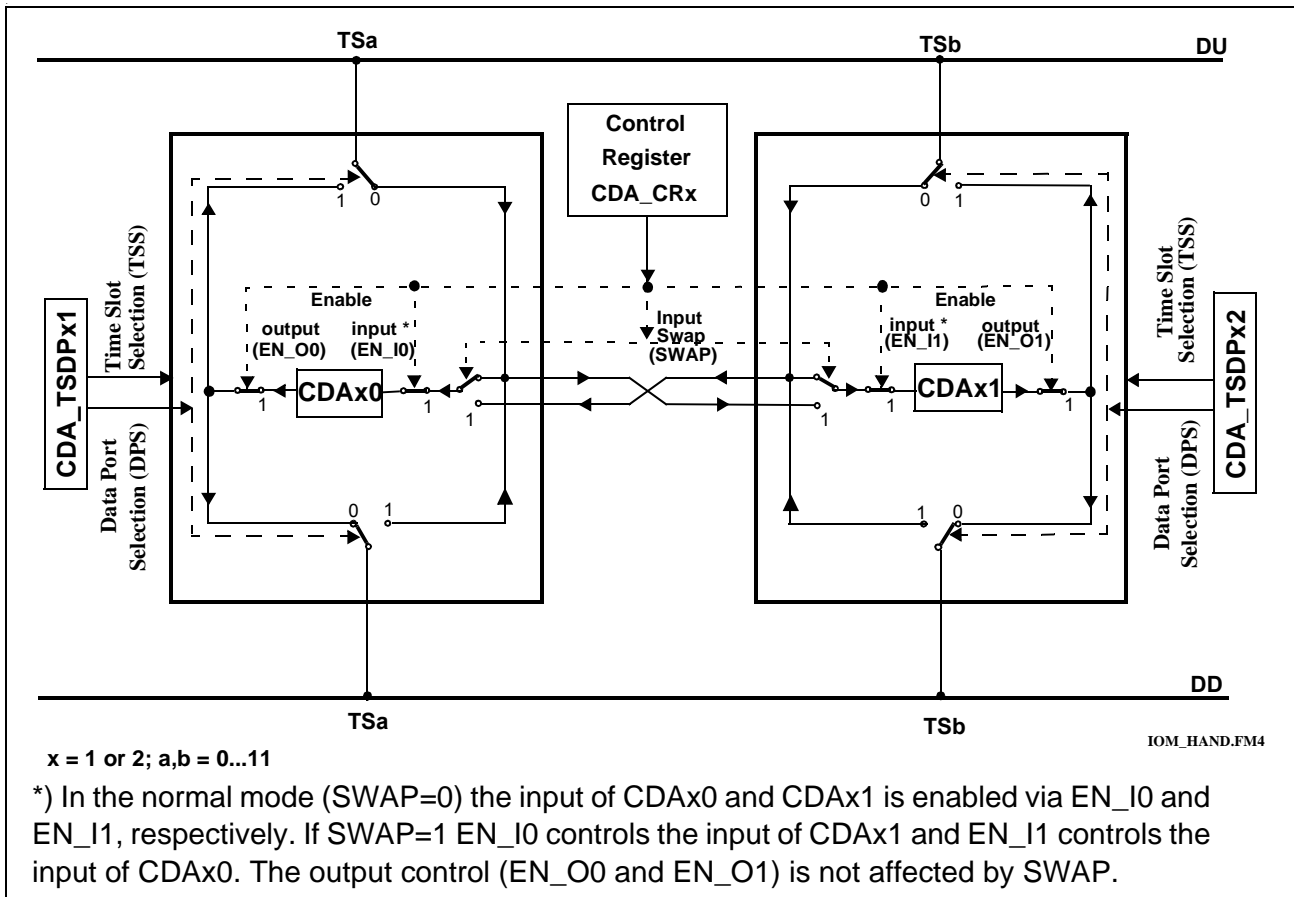 TSa
TSb
DU
Control
Register
CDA_CRx
1
0
0
1
Time Slot
Selection (TSS)
Time Slot
Selection (TSS)
Enable
output
(EN_O0)
input *
(EN_I0)
Input
Swap
(SWAP)
Enable
input *
(EN_I1)
output
(EN_O1)
CDA_TSDPx1
CDAx0
CDAx1
CDA_TSDPx2
1
1
1
1
1
1
Data Port
Selection (DPS)
Data Port
Selection (DPS)
0
1
1
0
DD
TSa
TSb
IOM_HAND.FM4
x = 1 or 2; a,b = 0...11
*) In the normal mode (SWAP=0) the input of CDAx0 and CDAx1 is enabled via EN_I0 and
EN_I1, respectively. If SWAP=1 EN_I0 controls the input of CDAx1 and EN_I1 controls the
input of CDAx0. The output control (EN_O0 and EN_O1) is not affected by SWAP.